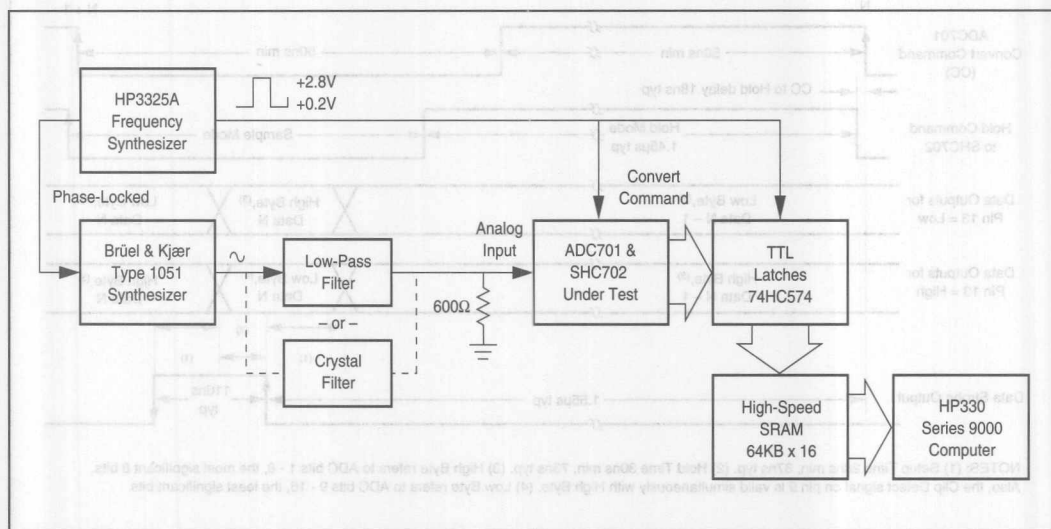 HP3325A
Frequency
Synthesizer
+2.8V
+0.2V
Phase-Locked
Brüel & Kjær
Type 1051
Synthesizer
Low-Pass
Filter
– or –
Crystal
Filter
600Ω
Analog
Input
Convert
Command
ADC701 &
SHC702
Under Test
TTL
Latches
74HC574
High-Speed
SRAM
64KB x 16
HP330
Series 9000
Computer